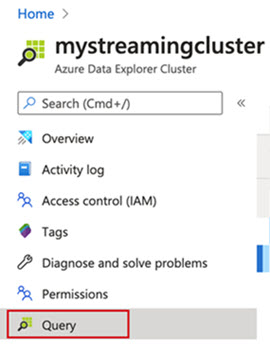 Home >
mystreamingcluster
Azure Data Explorer Cluster
Search (Cmd+/)
Overview
Activity log
Access control (IAM)
Tags
Diagnose and solve problems
Permissions
Query